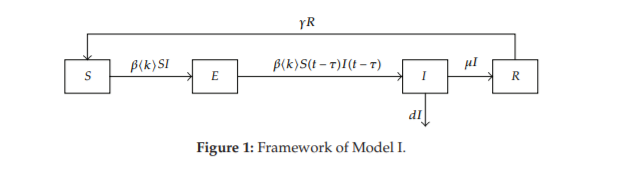 γR
β⟨k⟩SI
β⟨k⟩S(t − τ)I(t − τ)
μI
S
E
I
R
dI
Figure 1: Framework of Model I.